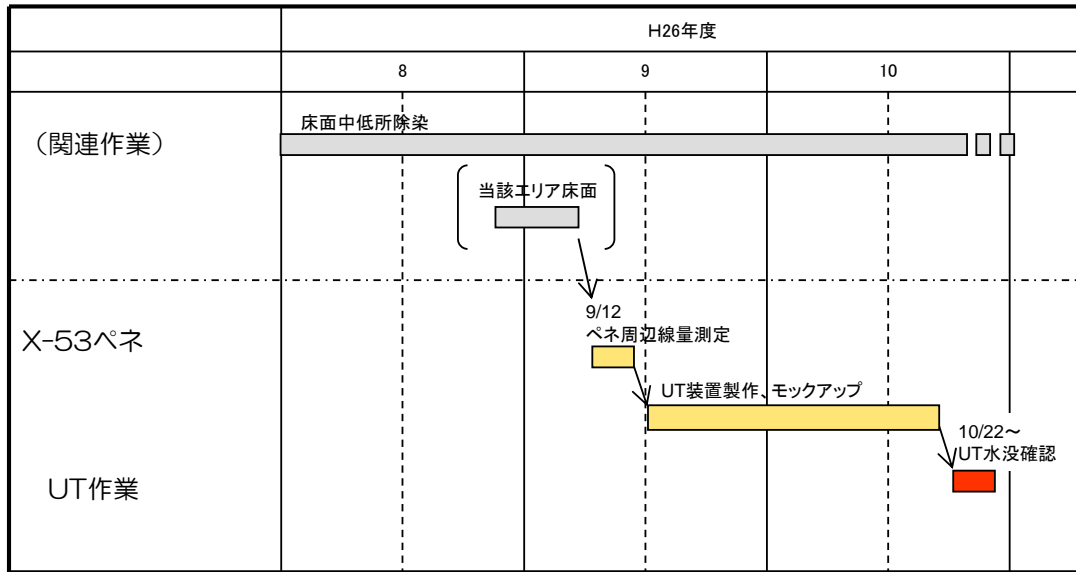 H26年度
8
9
10
（関連作業）
床面中低所除染
当該エリア床面
X-53ペネ
9/12
ペネ周辺線量測定
UT装置製作、モックアップ
10/22～
UT水没確認
UT作業